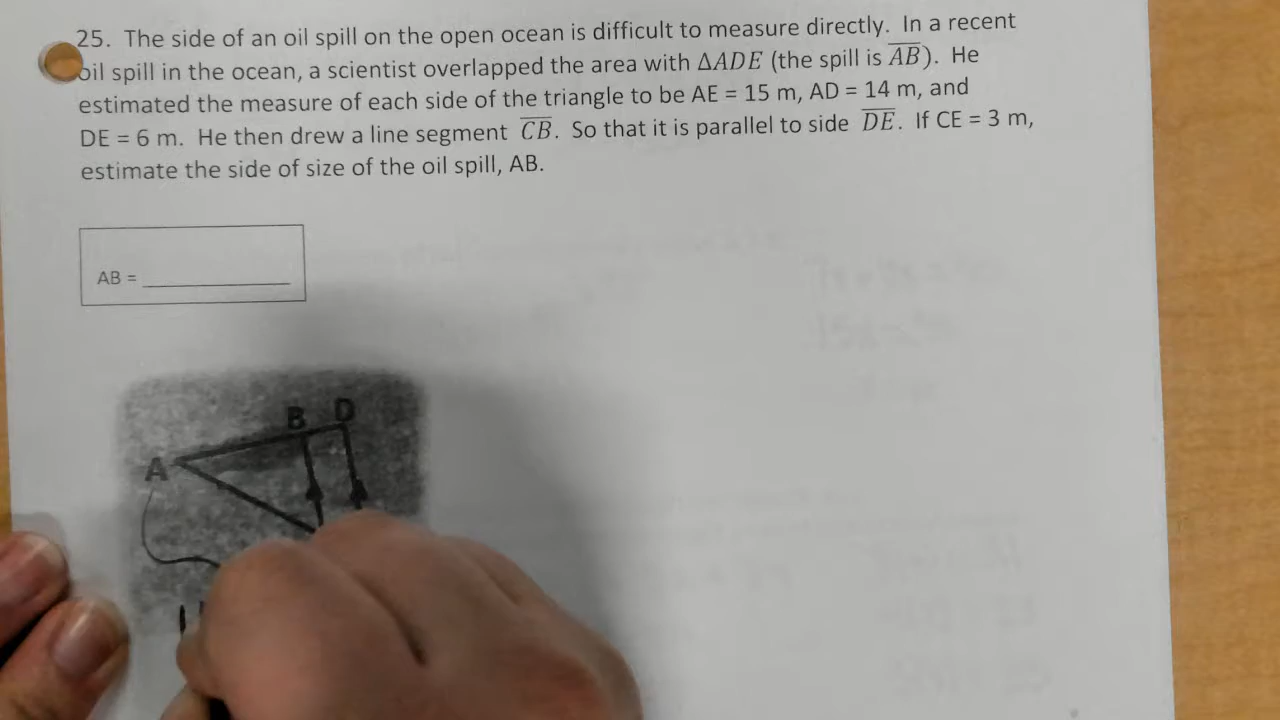 25. The side of an oil spill on the open ocean is difficult to measure directly. In a recent
oil spill in the ocean, a scientist overlapped the area with ΔADE (the spill is AB). He
estimated the measure of each side of the triangle to be AE = 15 m, AD = 14 m, and
DE = 6 m. He then drew a line segment CB. So that it is parallel to side DE. If CE = 3 m,
estimate the side of size of the oil spill, AB.
AB = ____________
B D
A